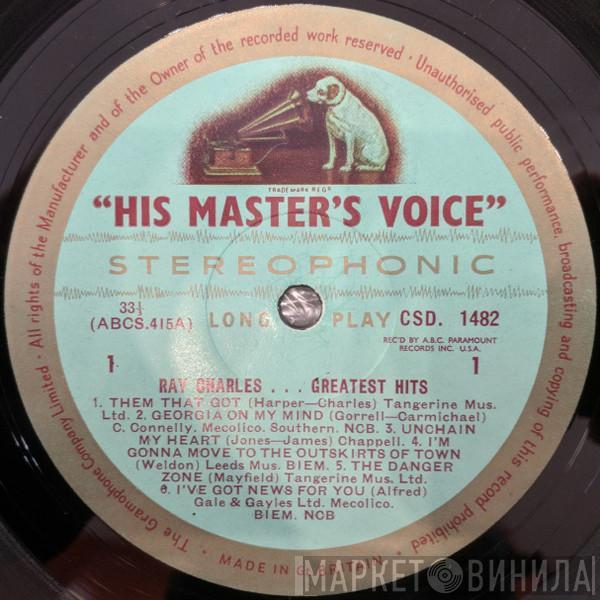 · All rights of the Manufacturer and of the Owner of the recorded work reserved · Unauthorised public performance, broadcasting and copying of this record prohibited · The Gramophone Company Limited ·
TRADE MARK REGD
“HIS MASTER'S VOICE”
STEREOPHONIC
33⅓
(ABCS.415A) LONG PLAY CSD. 1482
REC'D BY A.B.C. PARAMOUNT
RECORDS INC. U.S.A.
1 1
RAY CHARLES . . . GREATEST HITS
1. THEM THAT GOT (Harper—Charles) Tangerine Mus.
Ltd. 2. GEORGIA ON MY MIND (Gorrell—Carmichael)
C. Connelly. Mecolico. Southern. NCB. 3. UNCHAIN
MY HEART (Jones—James) Chappell. 4. I'M
GONNA MOVE TO THE OUTSKIRTS OF TOWN
(Weldon) Leeds Mus. BIEM. 5. THE DANGER
ZONE (Mayfield) Tangerine Mus. Ltd.
6. I'VE GOT NEWS FOR YOU (Alfred)
Gale & Gayles Ltd. Mecolico.
BIEM. NCB
MADE IN GT. BRITAIN
МАРКЕТ ВИНИЛА